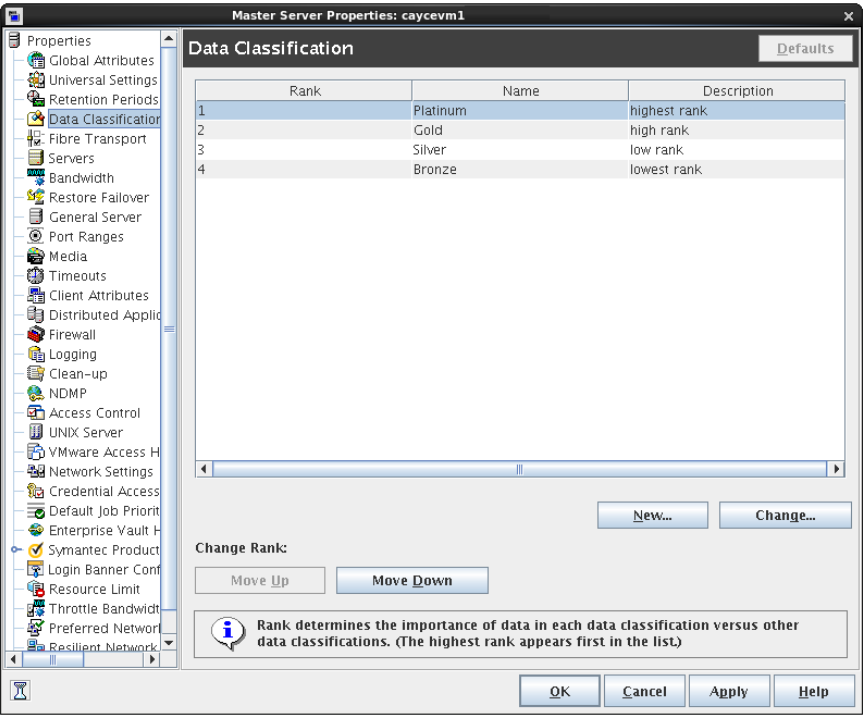 Master Server Properties: caycevm1
Properties
Global Attributes
Universal Settings
Retention Periods
Data Classification
Fibre Transport
Servers
Bandwidth
Restore Failover
General Server
Port Ranges
Media
Timeouts
Client Attributes
Distributed Applic
Firewall
Logging
Clean-up
NDMP
Access Control
UNIX Server
VMware Access H
Network Settings
Credential Access
Default Job Priorit
Enterprise Vault H
Symantec Product
Login Banner Conf
Resource Limit
Throttle Bandwidt
Preferred Networl
Resilient Network
Data Classification
Defaults
Rank Name Description
1 Platinum highest rank
2 Gold high rank
3 Silver low rank
4 Bronze lowest rank
New... Change...
Change Rank:
Move Up Move Down
Rank determines the importance of data in each data classification versus other
data classifications. (The highest rank appears first in the list.)
OK Cancel Apply Help